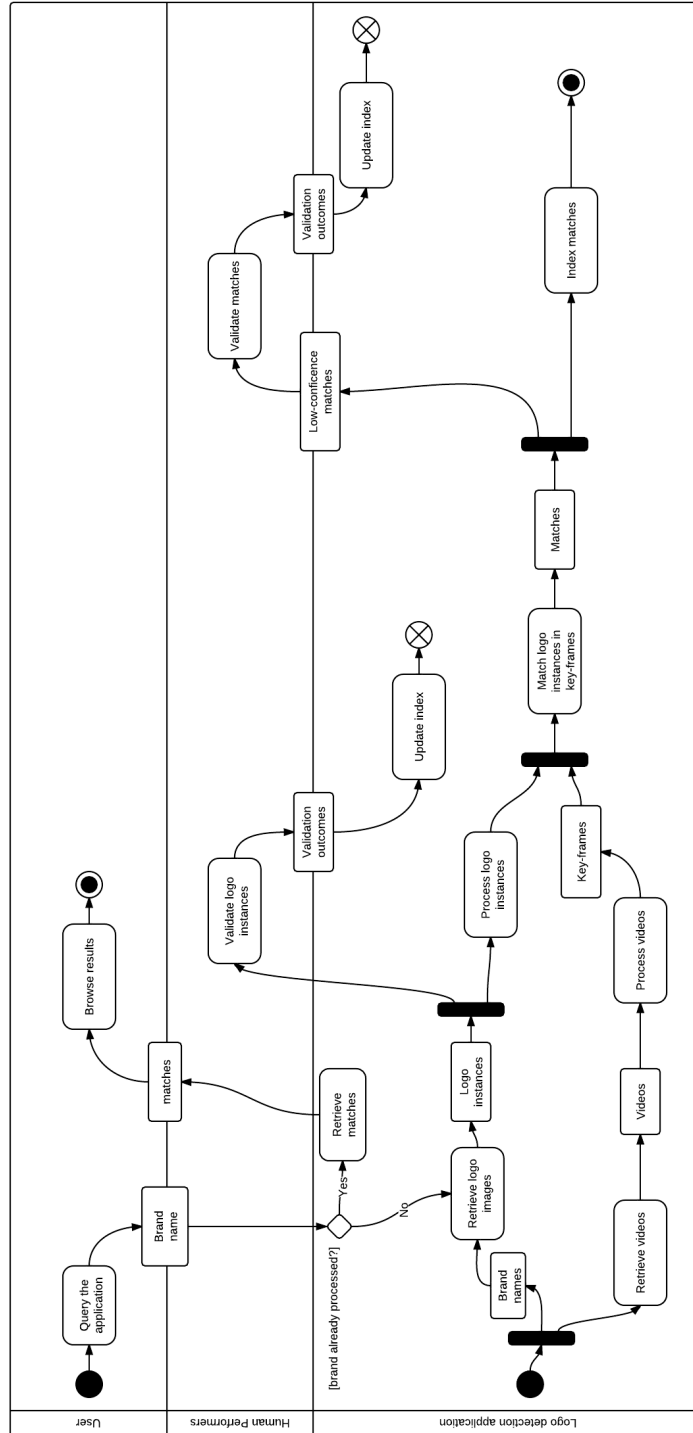 User
Human Performers
Logo detection application
Query the
application
Brand
name
matches
Browse results
[brand already processed?]
Yes
No
Retrieve
matches
Validate logo
instances
Validation
outcomes
Update index
Brand
names
Retrieve logo
images
Logo
instances
Process logo
instances
Retrieve videos
Videos
Process videos
Key-frames
Match logo
instances in
key-frames
Matches
Low-conficence
matches
Validate matches
Validation
outcomes
Update index
Index matches